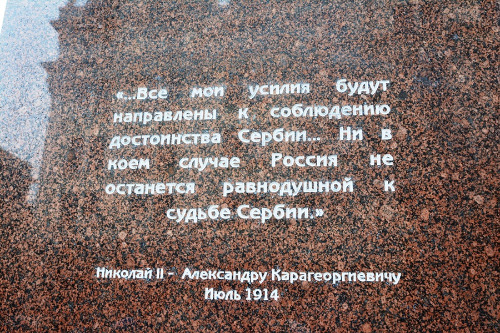 «...Все мои усилия будут
направлены к соблюдению
достоинства Сербии... Ни в
коем случае Россия не
останется равнодушной к
судьбе Сербии.»
Николай II - Александру Карагеоргиевичу
Июль 1914